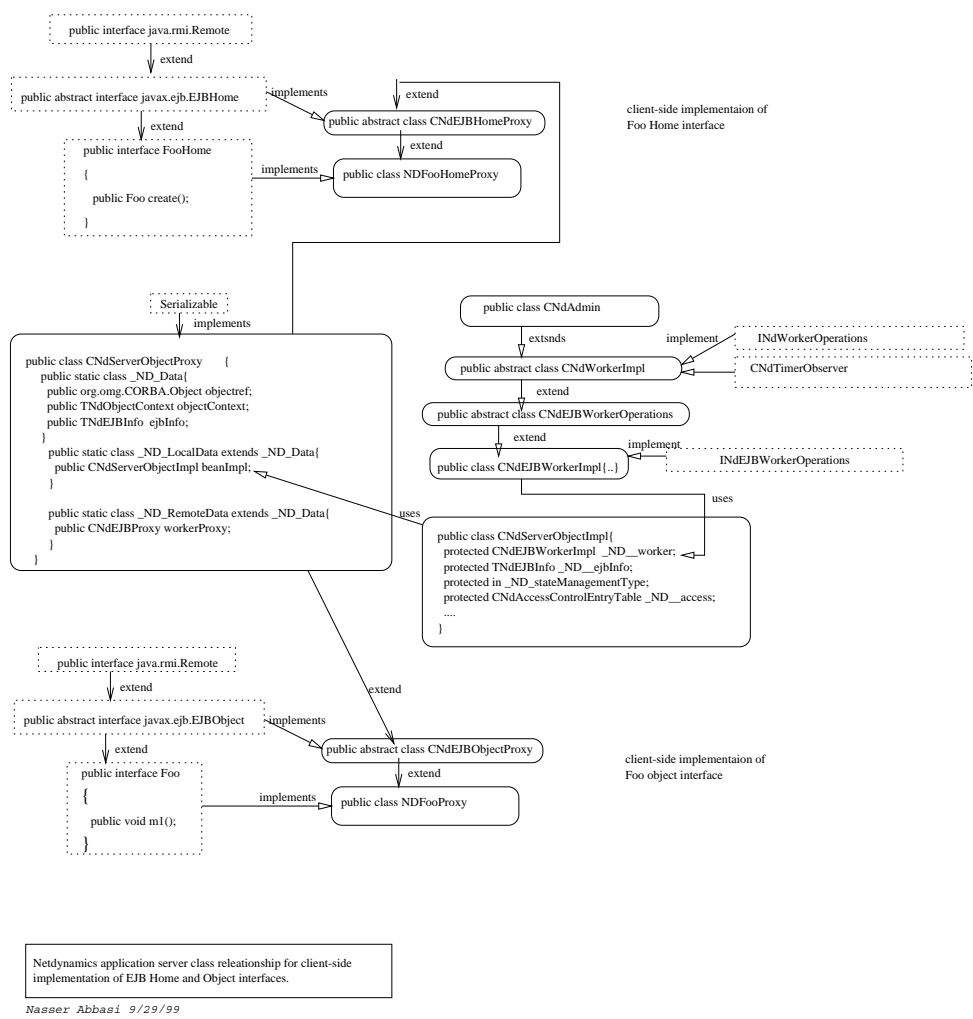 public interface java.rmi.Remote
extend
public abstract interface javax.ejb.EJBHome
implements
extend
extend
public abstract class CNdEJBHomeProxy
client-side implementaion of
Foo Home interface
public interface FooHome
{
public Foo create();
}
extend
implements
public class NDFooHomeProxy
Serializable
implements
public class CNdServerObjectProxy {
public static class _ND_Data{
public org.omg.CORBA.Object objectref;
public TNdObjectContext objectContext;
public TNdEJBInfo ejbInfo;
}
public static class _ND_LocalData extends _ND_Data{
public CNdServerObjectImpl beanImpl;
}
public static class _ND_RemoteData extends _ND_Data{
public CNdEJBProxy workerProxy;
}
}
public class CNdAdmin
extsnds
implement
INdWorkerOperations
public abstract class CNdWorkerImpl
CNdTimerObserver
extend
public abstract class CNdEJBWorkerOperations
extend
implement
public class CNdEJBWorkerImpl{..}
INdEJBWorkerOperations
uses
uses
public class CNdServerObjectImpl{
protected CNdEJBWorkerImpl _ND__worker;
protected TNdEJBInfo _ND__ejbInfo;
protected in _ND_stateManagementType;
protected CNdAccessControlEntryTable _ND__access;
....
}
public interface java.rmi.Remote
extend
extend
public abstract interface javax.ejb.EJBObject
implements
public abstract class CNdEJBObjectProxy
client-side implementaion of
Foo object interface
extend
public interface Foo
{
public void m1();
}
extend
implements
public class NDFooProxy
Netdynamics application server class releationship for client-side
implementation of EJB Home and Object interfaces.
Nasser Abbasi 9/29/99